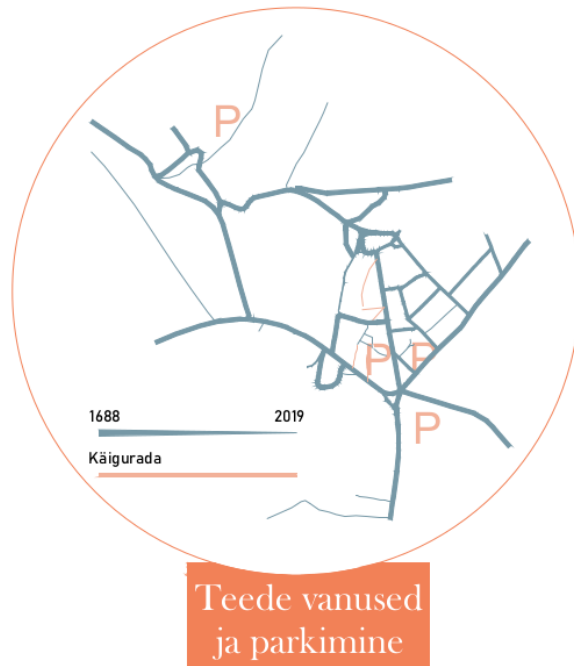 P
1688 2019
Käigurada
P P
P
Teede vanused
ja parkimine